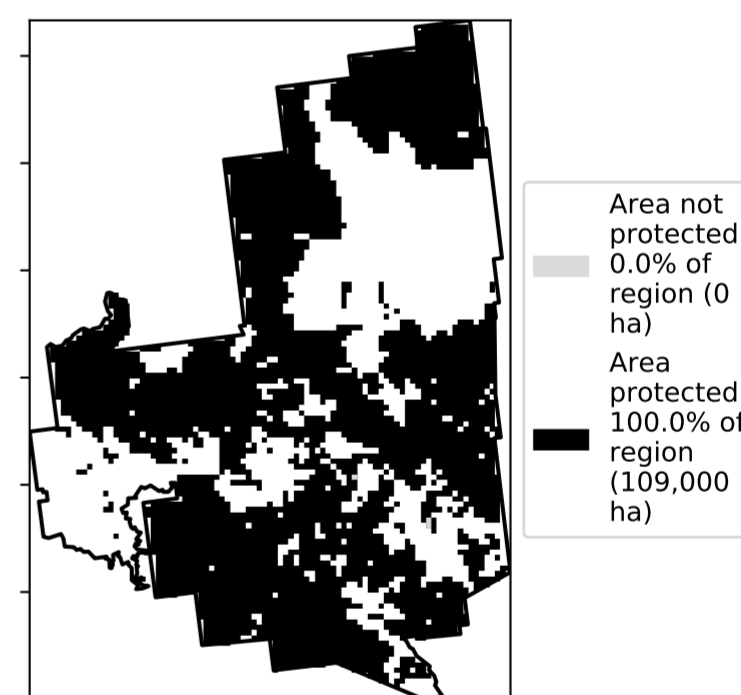 Area not
protected
0.0% of
region (0
ha)
Area
protected
100.0% of
region
(109,000
ha)